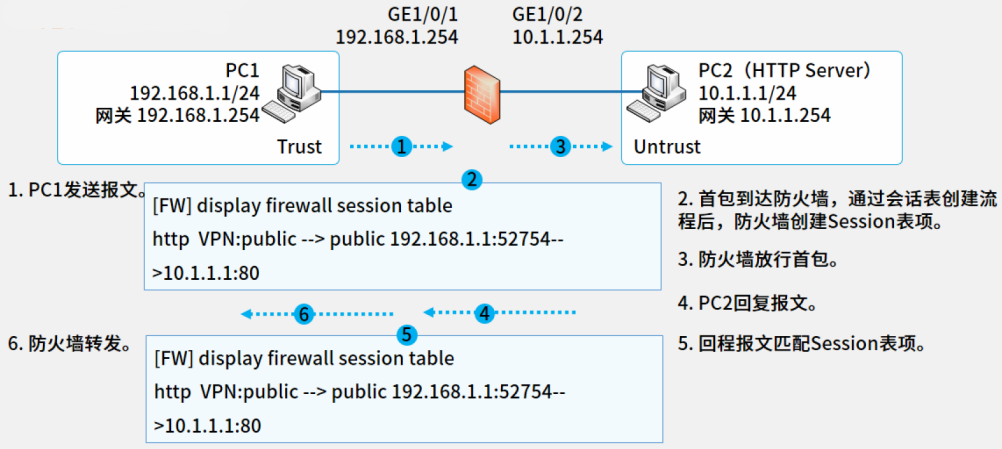 GE1/0/1
192.168.1.254
GE1/0/2
10.1.1.254
PC1
192.168.1.1/24
网关 192.168.1.254
Trust
PC2（HTTP Server）
10.1.1.1/24
网关 10.1.1.254
Untrust
1
3
1. PC1发送报文。
2
[FW] display firewall session table
http  VPN:public --> public 192.168.1.1:52754--
>10.1.1.1:80
2. 首包到达防火墙，通过会话表创建流
程后，防火墙创建Session表项。
3. 防火墙放行首包。
4. PC2回复报文。
6
4
6. 防火墙转发。
5
[FW] display firewall session table
http  VPN:public --> public 192.168.1.1:52754--
>10.1.1.1:80
5. 回程报文匹配Session表项。